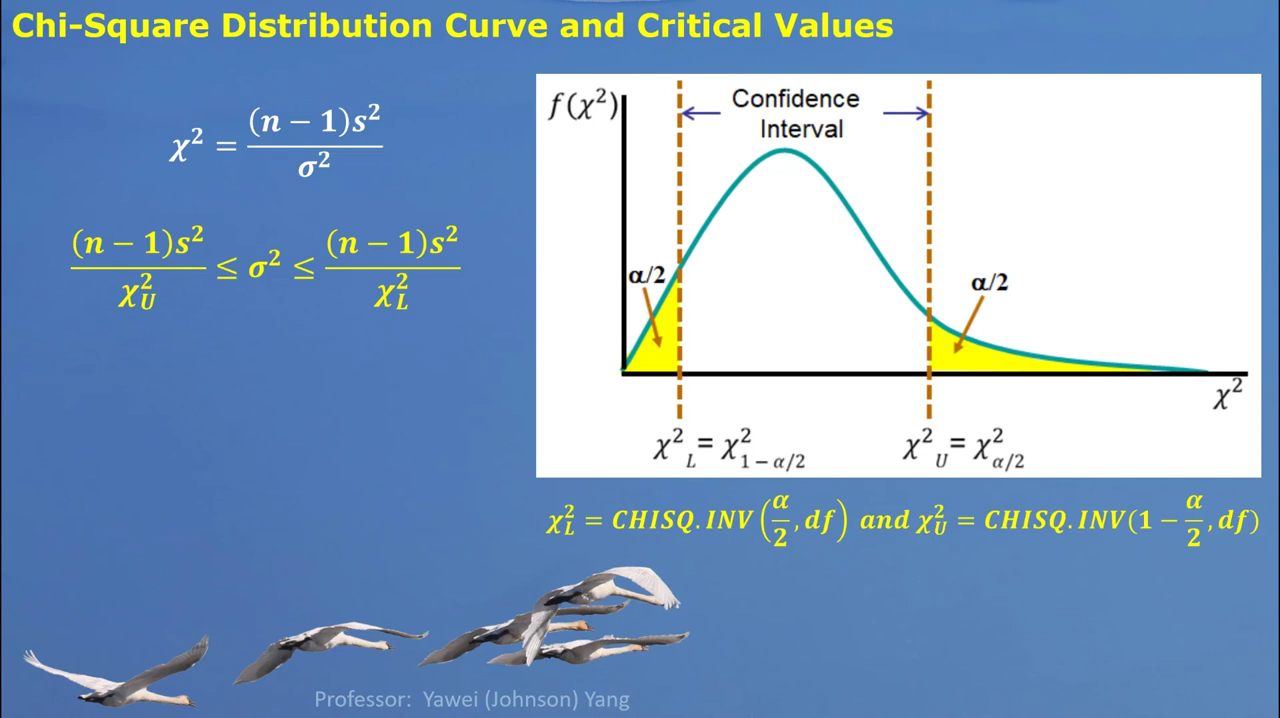 Chi-Square Distribution Curve and Critical Values
χ² = (n − 1)s² / σ²
(n − 1)s² / χ²_U ≤ σ² ≤ (n − 1)s² / χ²_L
f(χ²)
Confidence
Interval
α/2
α/2
χ²
χ²_L = χ²_{1 − α/2}
χ²_U = χ²_{α/2}
χ²_L = CHISQ.INV(α/2, df) and χ²_U = CHISQ.INV(1 − α/2, df)
Professor: Yawei (Johnson) Yang